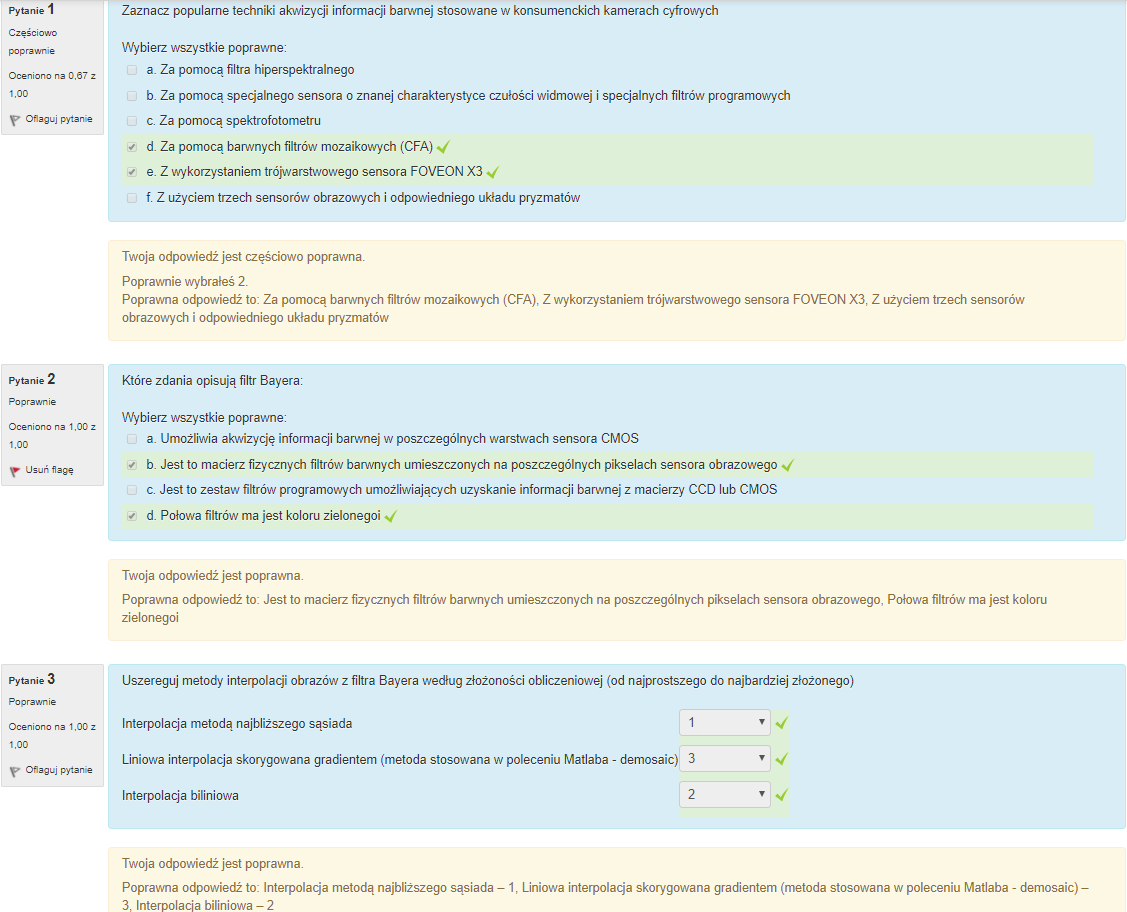 Pytanie 1
Częściowo
poprawnie
Oceniono na 0,67 z
1,00
Oflaguj pytanie
Zaznacz popularne techniki akwizycji informacji barwnej stosowane w konsumenckich kamerach cyfrowych
Wybierz wszystkie poprawne:
a. Za pomocą filtra hiperspektralnego
b. Za pomocą specjalnego sensora o znanej charakterystyce czułości widmowej i specjalnych filtrów programowych
c. Za pomocą spektrofotometru
d. Za pomocą barwnych filtrów mozaikowych (CFA)
e. Z wykorzystaniem trójwarstwowego sensora FOVEON X3
f. Z użyciem trzech sensorów obrazowych i odpowiedniego układu pryzmatów
Twoja odpowiedź jest częściowo poprawna.
Poprawnie wybrałeś 2.
Poprawna odpowiedź to: Za pomocą barwnych filtrów mozaikowych (CFA), Z wykorzystaniem trójwarstwowego sensora FOVEON X3, Z użyciem trzech sensorów
obrazowych i odpowiedniego układu pryzmatów
Pytanie 2
Poprawnie
Oceniono na 1,00 z
1,00
Usuń flagę
Które zdania opisują filtr Bayera:
Wybierz wszystkie poprawne:
a. Umożliwia akwizycję informacji barwnej w poszczególnych warstwach sensora CMOS
b. Jest to macierz fizycznych filtrów barwnych umieszczonych na poszczególnych pikselach sensora obrazowego
c. Jest to zestaw filtrów programowych umożliwiających uzyskanie informacji barwnej z macierzy CCD lub CMOS
d. Połowa filtrów ma jest koloru zielonegoi
Twoja odpowiedź jest poprawna.
Poprawna odpowiedź to: Jest to macierz fizycznych filtrów barwnych umieszczonych na poszczególnych pikselach sensora obrazowego, Połowa filtrów ma jest koloru
zielonegoi
Pytanie 3
Poprawnie
Oceniono na 1,00 z
1,00
Oflaguj pytanie
Uszereguj metody interpolacji obrazów z filtra Bayera według złożoności obliczeniowej (od najprostszego do najbardziej złożonego)
Interpolacja metodą najbliższego sąsiada 1
Liniowa interpolacja skorygowana gradientem (metoda stosowana w poleceniu Matlaba - demosaic) 3
Interpolacja biliniowa 2
Twoja odpowiedź jest poprawna.
Poprawna odpowiedź to: Interpolacja metodą najbliższego sąsiada – 1, Liniowa interpolacja skorygowana gradientem (metoda stosowana w poleceniu Matlaba - demosaic) –
3, Interpolacja biliniowa – 2